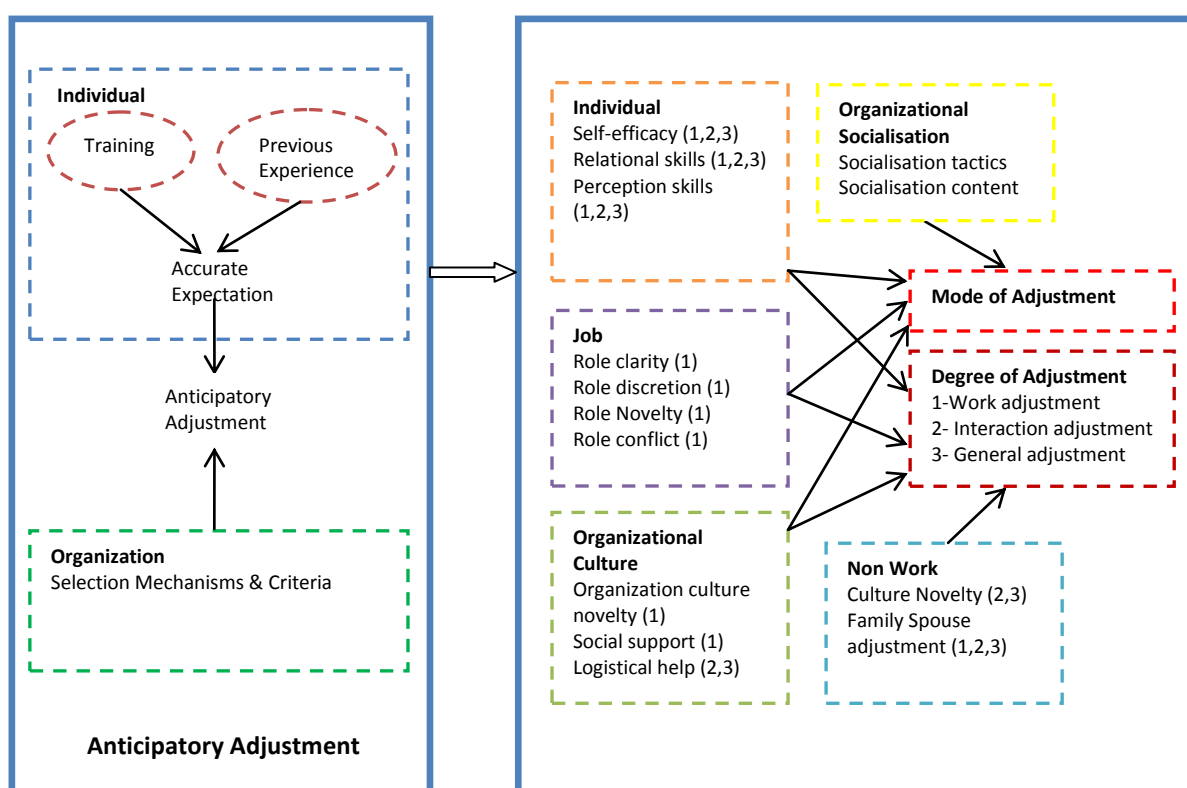 Individual
Training
Previous
Experience
Accurate
Expectation
Anticipatory
Adjustment
Organization
Selection Mechanisms & Criteria
Anticipatory Adjustment
Individual
Self-efficacy (1,2,3)
Relational skills (1,2,3)
Perception skills
(1,2,3)
Organizational
Socialisation
Socialisation tactics
Socialisation content
Mode of Adjustment
Job
Role clarity (1)
Role discretion (1)
Role Novelty (1)
Role conflict (1)
Degree of Adjustment
1-Work adjustment
2- Interaction adjustment
3- General adjustment
Organizational
Culture
Organization culture
novelty (1)
Social support (1)
Logistical help (2,3)
Non Work
Culture Novelty (2,3)
Family Spouse
adjustment (1,2,3)